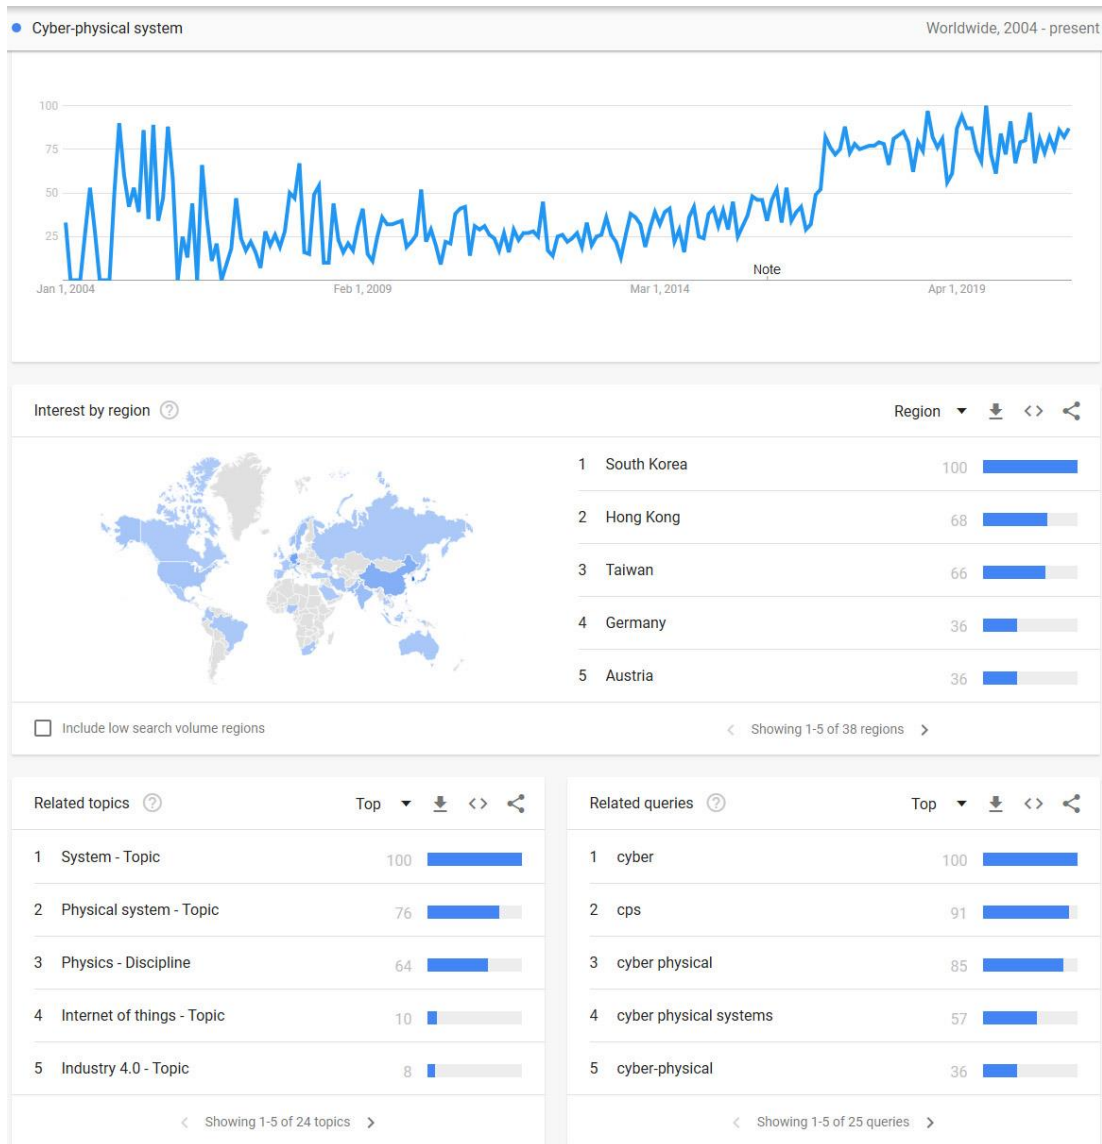 Cyber-physical system Worldwide, 2004 - present
100
75
50
25
Note
Jan 1, 2004 Feb 1, 2009 Mar 1, 2014 Apr 1, 2019
Interest by region Region
1 South Korea 100
2 Hong Kong 68
3 Taiwan 66
4 Germany 36
5 Austria 36
Include low search volume regions Showing 1-5 of 38 regions
Related topics Top
1 System - Topic 100
2 Physical system - Topic 76
3 Physics - Discipline 64
4 Internet of things - Topic 10
5 Industry 4.0 - Topic 8
Showing 1-5 of 24 topics
Related queries Top
1 cyber 100
2 cps 91
3 cyber physical 85
4 cyber physical systems 57
5 cyber-physical 36
Showing 1-5 of 25 queries